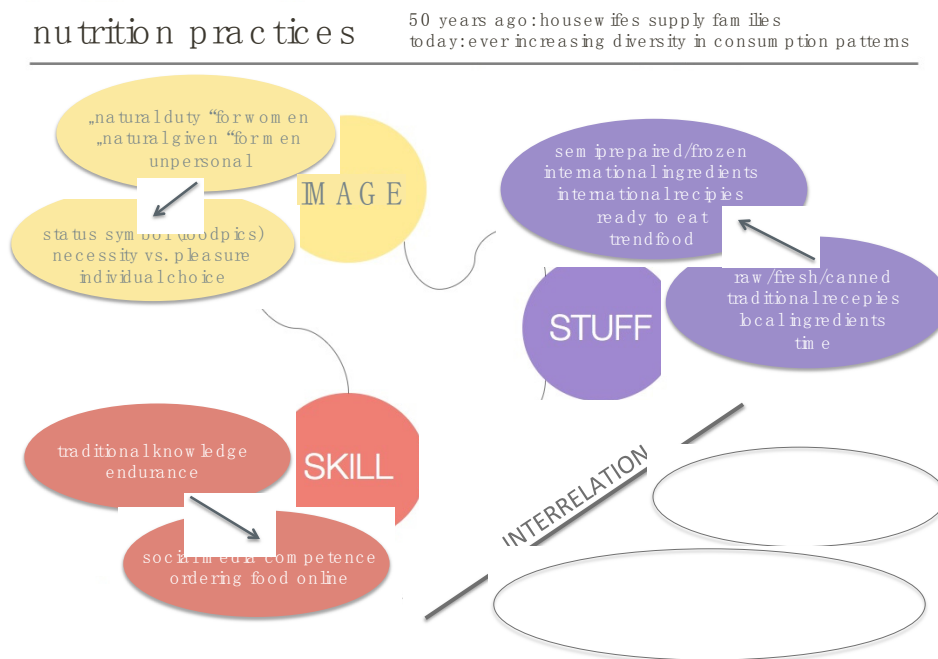 nutrition practices
50 years ago: housewifes supply families
today: ever increasing diversity in consumption patterns
„natural duty“ for women
„natural given“ for men
unpersonal
IMAGE
status symbol (foodpics)
necessity vs. pleasure
individual choice
semiprepaired/frozen
international ingredients
international recipies
ready to eat
trendfood
raw/fresh/canned
traditional recepies
local ingredients
time
STUFF
traditional knowledge
endurance
SKILL
social media competence
ordering food online
INTERRELATION